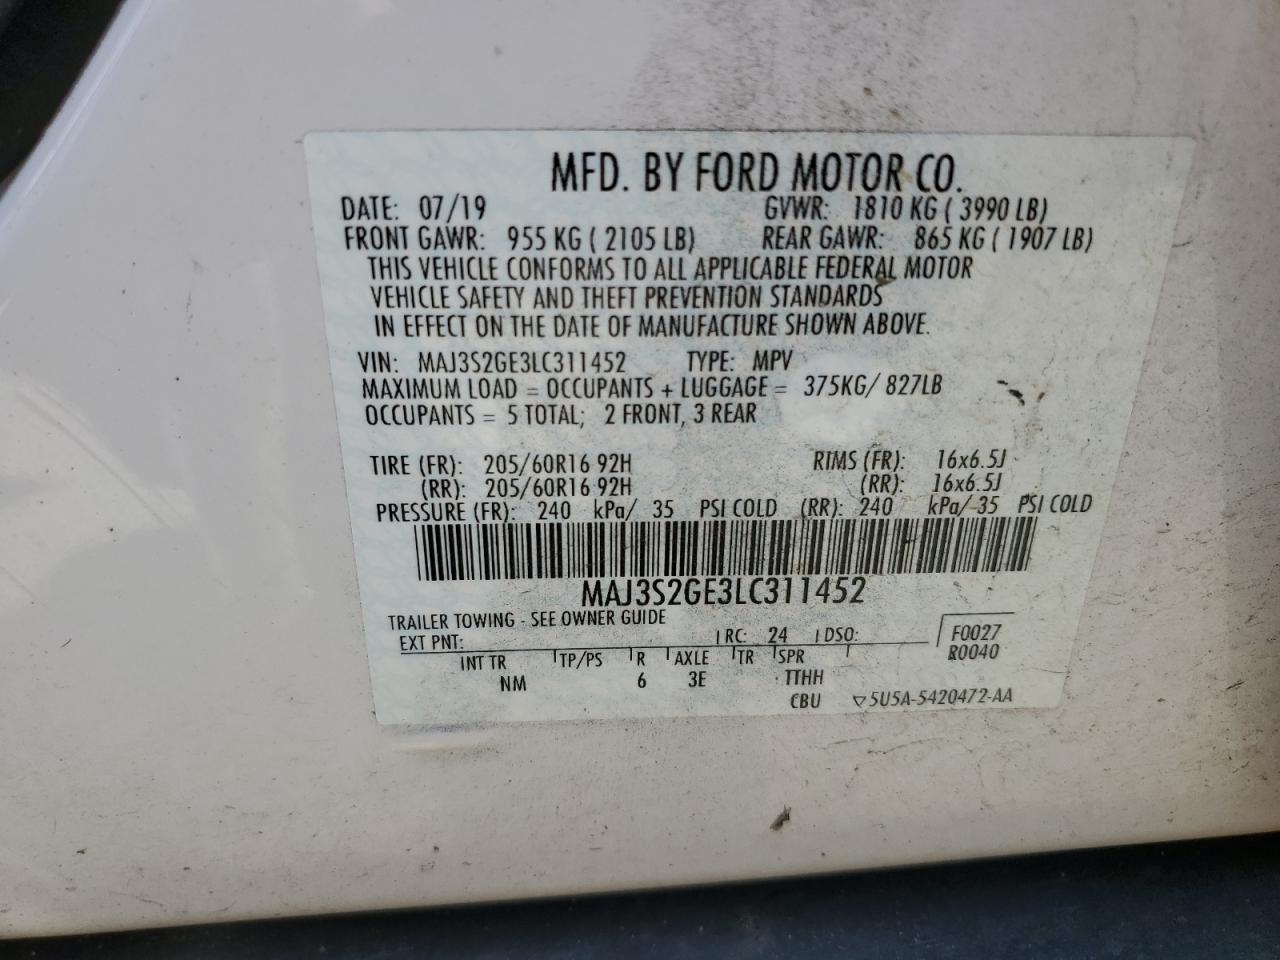 MFD. BY FORD MOTOR CO.
DATE: 07/19 GVWR: 1810 KG ( 3990 LB)
FRONT GAWR: 955 KG ( 2105 LB) REAR GAWR: 865 KG ( 1907 LB)
THIS VEHICLE CONFORMS TO ALL APPLICABLE FEDERAL MOTOR
VEHICLE SAFETY AND THEFT PREVENTION STANDARDS
IN EFFECT ON THE DATE OF MANUFACTURE SHOWN ABOVE.
VIN: MAJ3S2GE3LC311452 TYPE: MPV
MAXIMUM LOAD = OCCUPANTS + LUGGAGE = 375KG/ 827LB
OCCUPANTS = 5 TOTAL; 2 FRONT, 3 REAR
TIRE (FR): 205/60R16 92H RIMS (FR): 16x6.5J
(RR): 205/60R16 92H (RR): 16x6.5J
PRESSURE (FR): 240 kPa/ 35 PSI COLD (RR): 240 kPa/ 35 PSI COLD
MAJ3S2GE3LC311452
TRAILER TOWING - SEE OWNER GUIDE
EXT PNT: RC: 24 DSO: F0027
R0040
INT TR TP/PS R AXLE TR SPR
NM 6 3E TTHH
CBU ▽5U5A-5420472-AA